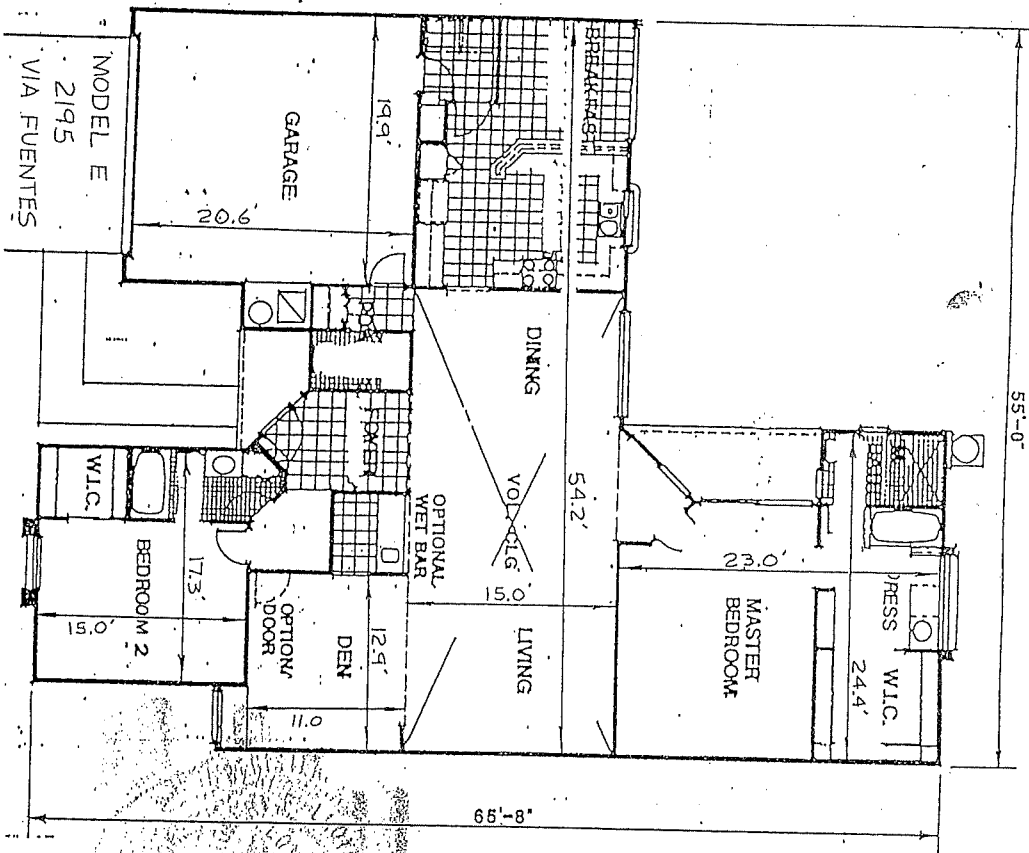 MODEL E
2195
VIA FUENTES
GARAGE
19.9'
20.6'
BREAKFAST
DINING
VOL. CLG
54.2'
OPTIONAL
WET BAR
15.0'
LIVING
DEN
12.9'
11.0
OPTION
DOOR
W.I.C.
BEDROOM 2
17.3'
15.0'
MASTER
BEDROOM
23.0'
24.4'
DRESS
W.I.C.
55'-0"
65'-8"